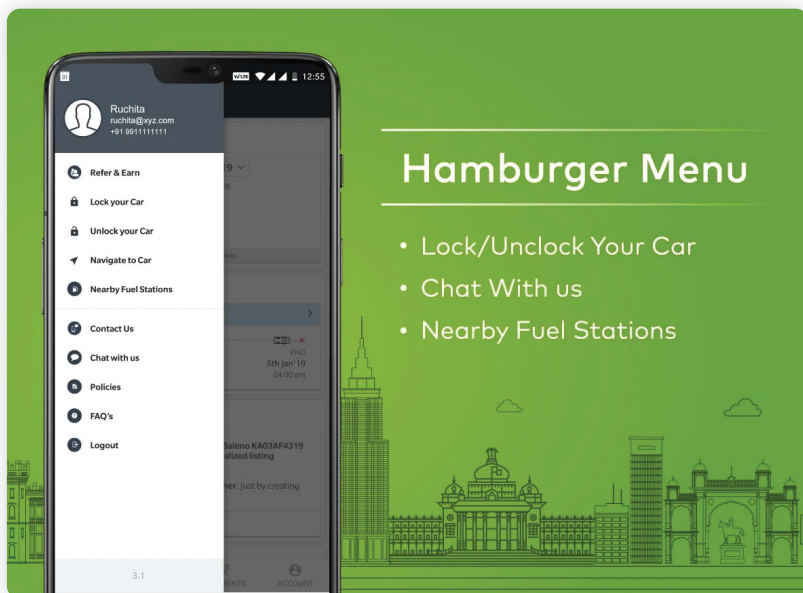 31
VoLTE
12:55
Ruchita
ruchita@xyz.com
+91 9911111111
Refer & Earn
Lock your Car
Unlock your Car
Navigate to Car
Nearby Fuel Stations
Contact Us
Chat with us
Policies
FAQ's
Logout
3.1
19
END
5th Jan'19
04:00 pm
Baleno KA03AF4319
alized listing
ner, just by creating
MENTS
ACCOUNT
Hamburger Menu
• Lock/Unclock Your Car
• Chat With us
• Nearby Fuel Stations